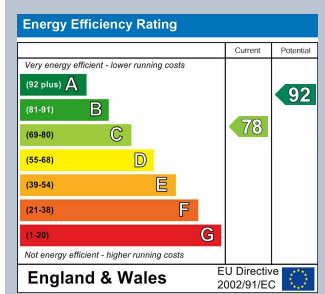 Energy Efficiency Rating
Current Potential
Very energy efficient - lower running costs
(92 plus) A
(81-91) B
(69-80) C
(55-68) D
(39-54) E
(21-38) F
(1-20) G
78
92
Not energy efficient - higher running costs
England & Wales
EU Directive
2002/91/EC